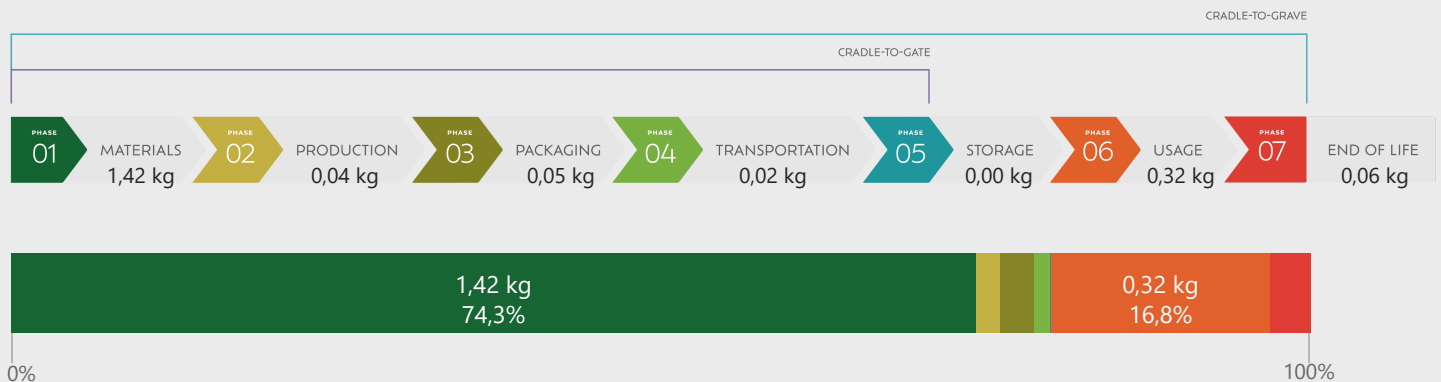 CRADLE-TO-GRAVE
CRADLE-TO-GATE
PHASE
01
MATERIALS
1,42 kg
PHASE
02
PRODUCTION
0,04 kg
PHASE
03
PACKAGING
0,05 kg
PHASE
04
TRANSPORTATION
0,02 kg
PHASE
05
STORAGE
0,00 kg
PHASE
06
USAGE
0,32 kg
PHASE
07
END OF LIFE
0,06 kg
1,42 kg
74,3%
0,32 kg
16,8%
0%
100%